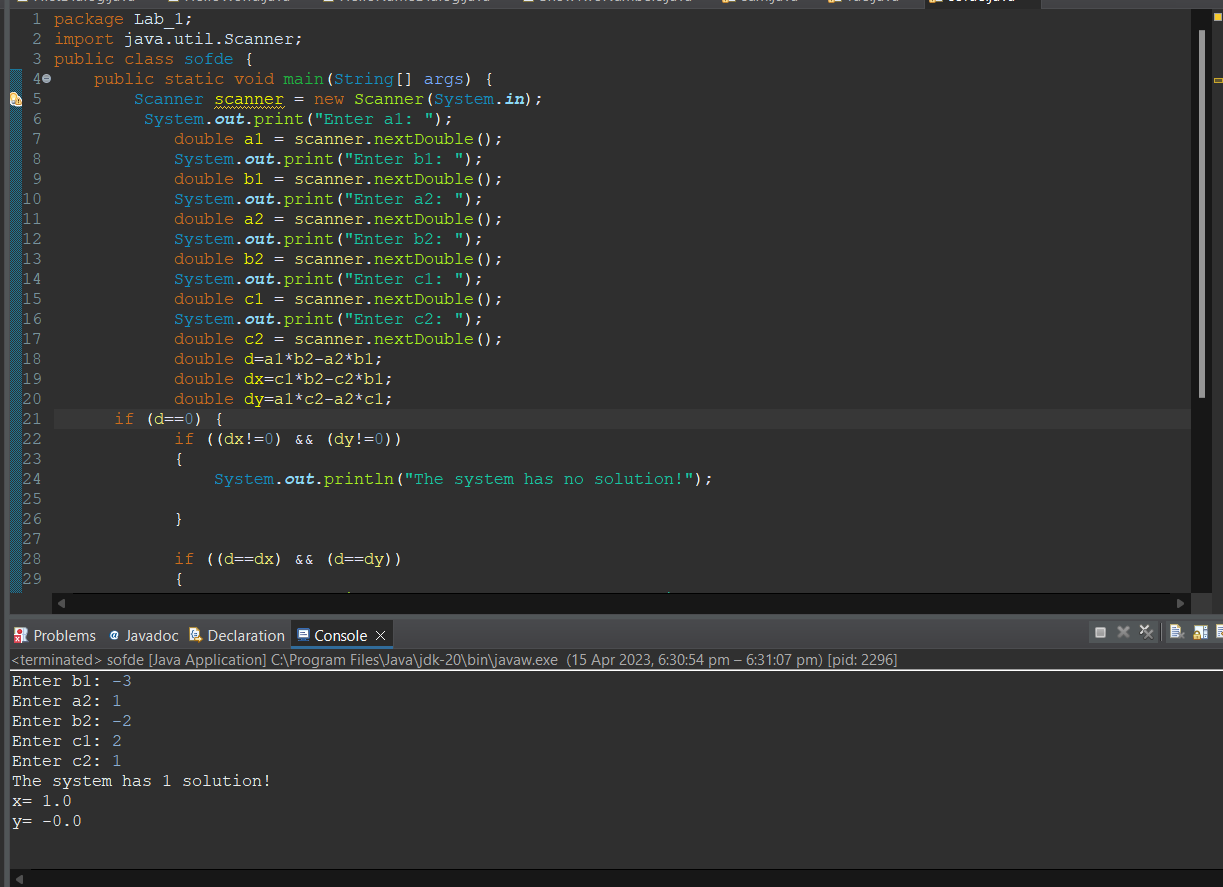 1 package Lab_1;
2 import java.util.Scanner;
3 public class sofde {
4 public static void main(String[] args) {
5 Scanner scanner = new Scanner(System.in);
6 System.out.print("Enter a1: ");
7 double a1 = scanner.nextDouble();
8 System.out.print("Enter b1: ");
9 double b1 = scanner.nextDouble();
10 System.out.print("Enter a2: ");
11 double a2 = scanner.nextDouble();
12 System.out.print("Enter b2: ");
13 double b2 = scanner.nextDouble();
14 System.out.print("Enter c1: ");
15 double c1 = scanner.nextDouble();
16 System.out.print("Enter c2: ");
17 double c2 = scanner.nextDouble();
18 double d=a1*b2-a2*b1;
19 double dx=c1*b2-c2*b1;
20 double dy=a1*c2-a2*c1;
21 if (d==0) {
22 if ((dx!=0) && (dy!=0))
23 {
24 System.out.println("The system has no solution!");
25
26 }
27
28 if ((d==dx) && (d==dy))
29 {
Problems @ Javadoc Declaration Console
<terminated> sofde [Java Application] C:\Program Files\Java\jdk-20\bin\javaw.exe (15 Apr 2023, 6:30:54 pm – 6:31:07 pm) [pid: 2296]
Enter b1: -3
Enter a2: 1
Enter b2: -2
Enter c1: 2
Enter c2: 1
The system has 1 solution!
x= 1.0
y= -0.0